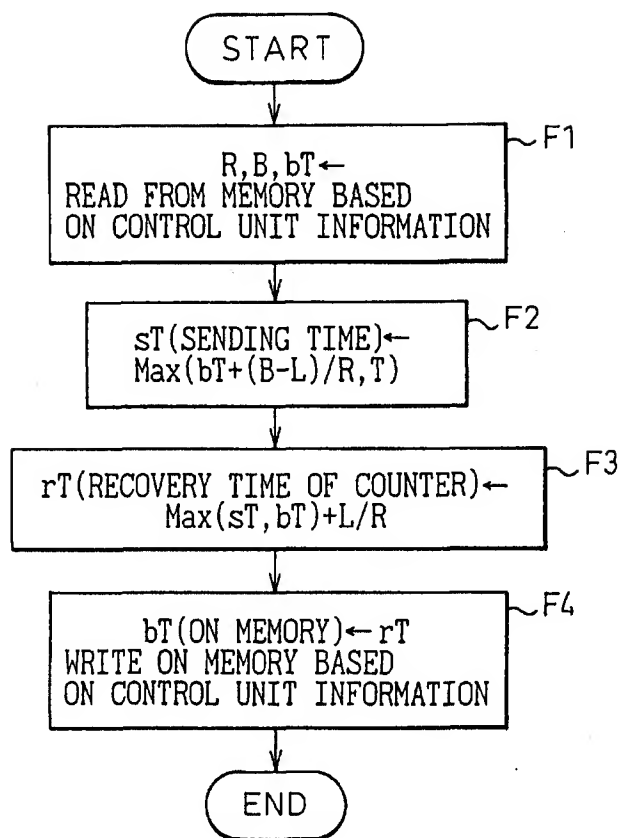 START
F1
R,B,bT←
READ FROM MEMORY BASED
ON CONTROL UNIT INFORMATION
F2
sT(SENDING TIME)←
Max(bT+(B-L)/R,T)
F3
rT(RECOVERY TIME OF COUNTER)←
Max(sT,bT)+L/R
F4
bT(ON MEMORY)←rT
WRITE ON MEMORY BASED
ON CONTROL UNIT INFORMATION
END